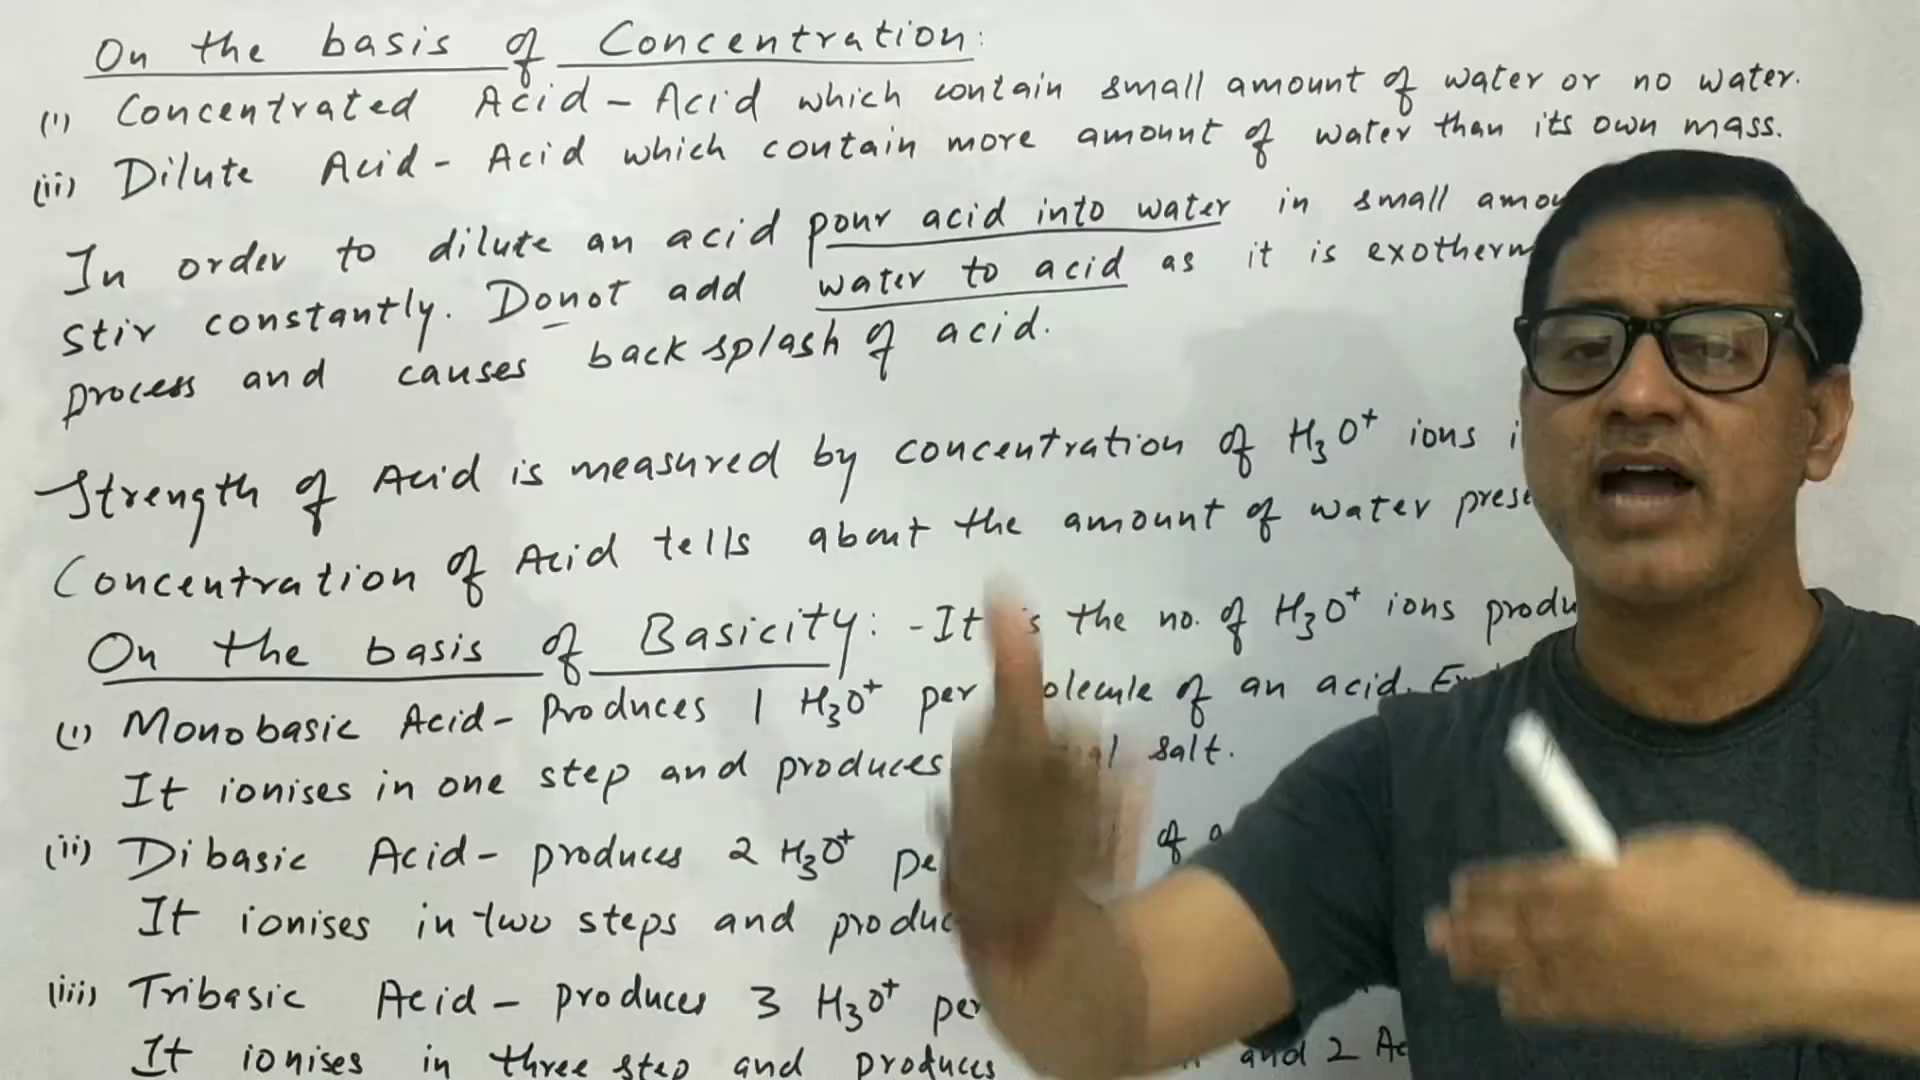 On the basis of Concentration:
(i) Concentrated Acid - Acid which contain small amount of water or no water.
(ii) Dilute Acid - Acid which contain more amount of water than its own mass.
In order to dilute an acid pour acid into water in small
stir constantly. Donot add water to acid as it is
process and causes back splash of acid.
Strength of Acid is measured by concentration of H₃O⁺ ions
Concentration of Acid tells about the amount of water
On the basis of Basicity: - It is the no. of H₃O⁺ ions
(i) Monobasic Acid - Produces 1 H₃O⁺ per molecule of an acid.
It ionises in one step and produces salt.
(ii) Dibasic Acid - produces 2 H₃O⁺ of
It ionises in two steps and
(iii) Tribasic Acid - produces 3 H₃O⁺ per
It ionises in three step and produces and 2